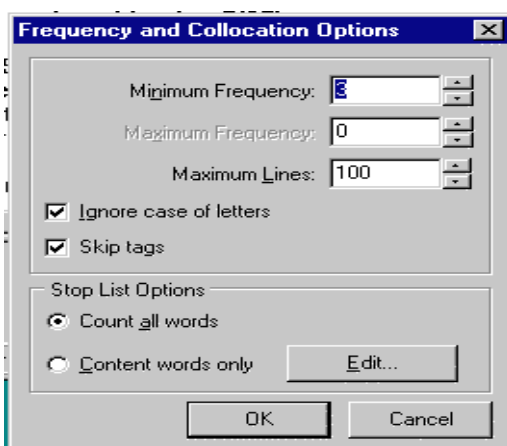 Frequency and Collocation Options
Minimum Frequency: 3
Maximum Frequency: 0
Maximum Lines: 100
Ignore case of letters
Skip tags
Stop List Options
Count all words
Content words only Edit...
OK Cancel